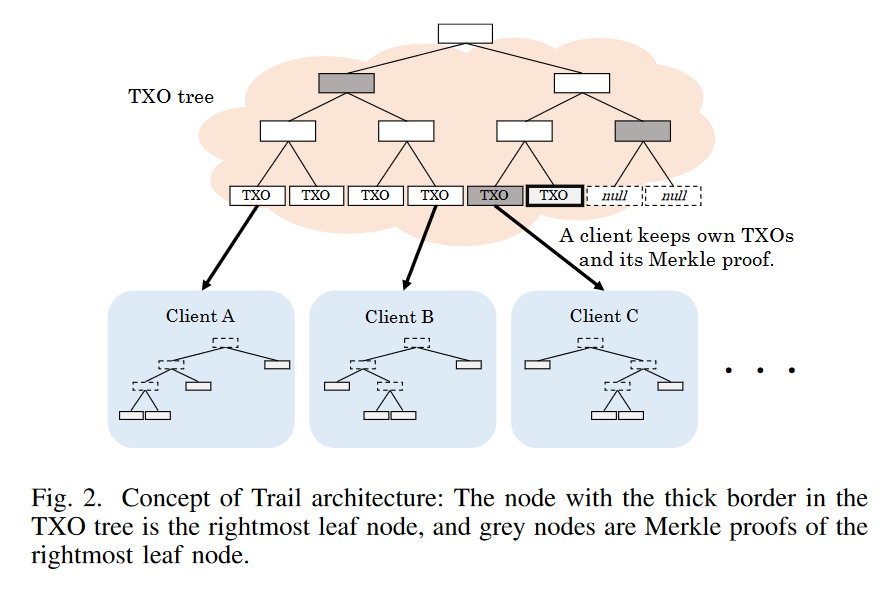 TXO tree
TXO TXO TXO TXO TXO TXO null null
A client keeps own TXOs
and its Merkle proof.
Client A Client B Client C
. . .
Fig. 2. Concept of Trail architecture: The node with the thick border in the
TXO tree is the rightmost leaf node, and grey nodes are Merkle proofs of the
rightmost leaf node.